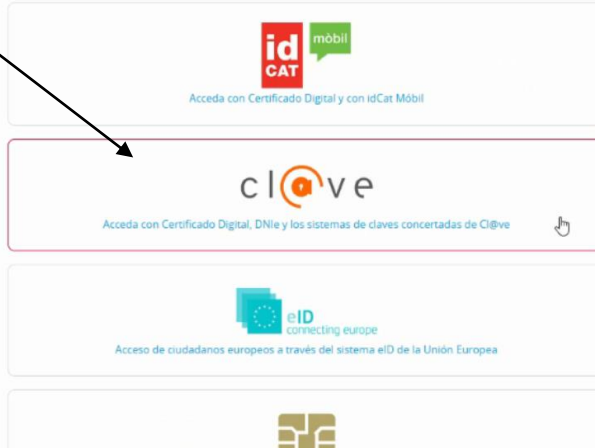 id
CAT
mòbil
Acceda con Certificado Digital y con idCat Móbil
cl@ve
Acceda con Certificado Digital, DNIe y los sistemas de claves concertadas de Cl@ve
eID
connecting europe
Acceso de ciudadanos europeos a través del sistema eID de la Unión Europea